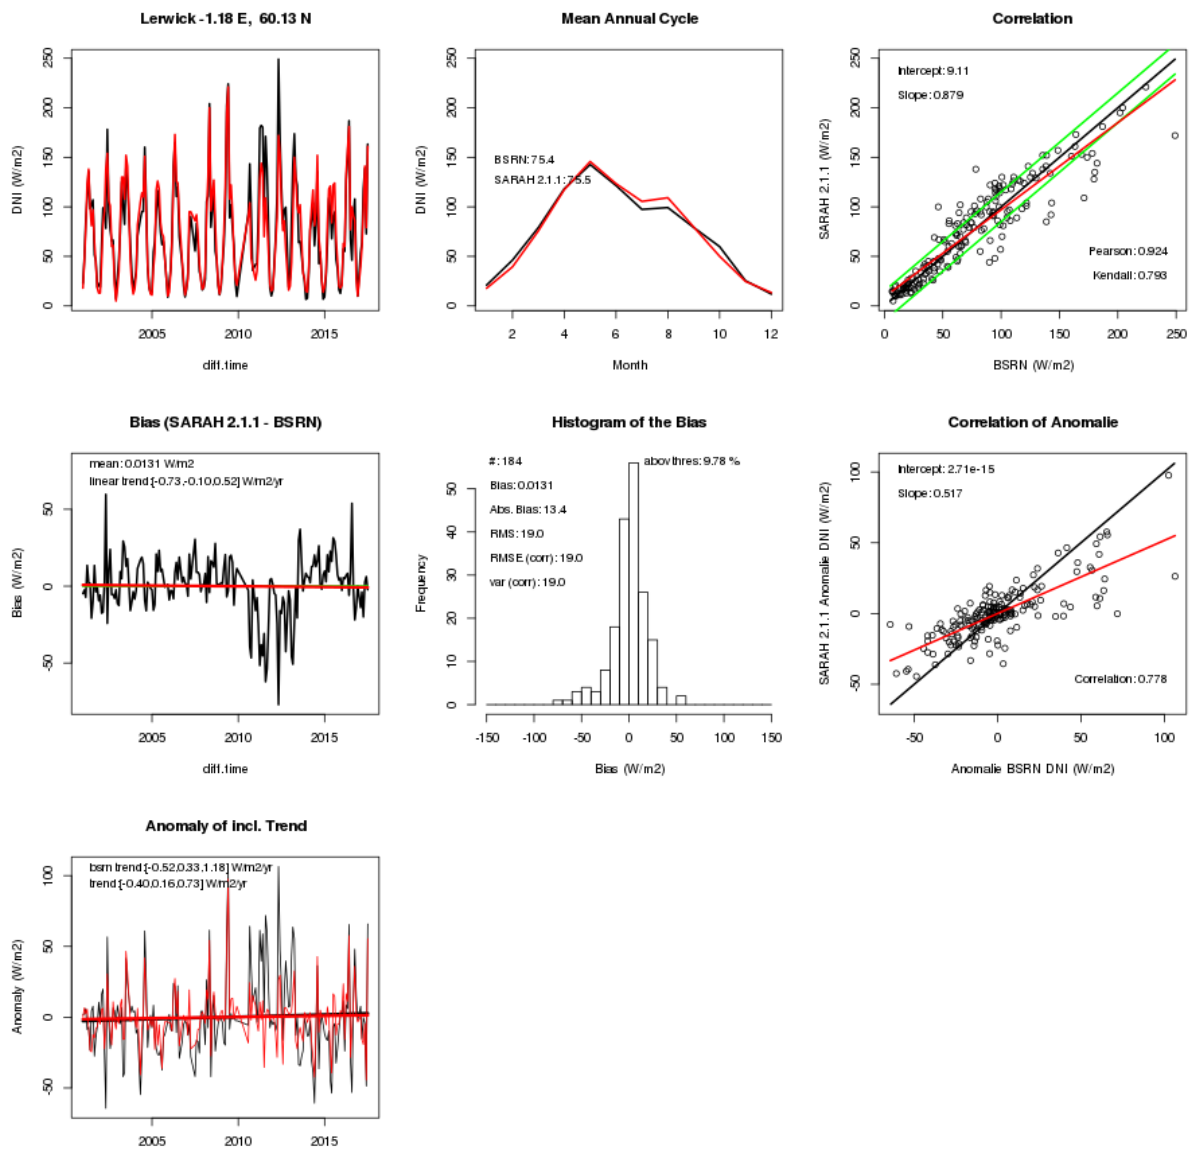 Lerwick -1.18 E, 60.13 N
DNI (W/m2)
0 50 100 150 200 250
2005 2010 2015
diff.time
Mean Annual Cycle
DNI (W/m2)
0 50 100 150 200 250
BSRN: 75.4
SARAH 2.1.1: 75.5
2 4 6 8 10 12
Month
Correlation
SARAH 2.1.1 (W/m2)
0 50 100 150 200 250
Intercept: 9.11
Slope: 0.879
Pearson: 0.924
Kendall: 0.793
0 50 100 150 200 250
BSRN (W/m2)
Bias (SARAH 2.1.1 - BSRN)
Bias (W/m2)
-50 0 50
mean: 0.0131 W/m2
linear trend:[-0.73,-0.10,0.52] W/m2/yr
2005 2010 2015
diff.time
Histogram of the Bias
Frequency
0 10 20 30 40 50
#: 184
abovthres: 9.78 %
Bias: 0.0131
Abs. Bias: 13.4
RMS: 19.0
RMSE (corr): 19.0
var (corr): 19.0
-150 -100 -50 0 50 100 150
Bias (W/m2)
Correlation of Anomalie
SARAH 2.1.1 Anomalie DNI (W/m2)
-50 0 50 100
Intercept: 2.71e-15
Slope: 0.517
Correlation: 0.778
-50 0 50 100
Anomalie BSRN DNI (W/m2)
Anomaly of incl. Trend
Anomaly (W/m2)
-50 0 50 100
bsrn trend:[-0.52,0.33,1.18] W/m2/yr
trend:[-0.40,0.16,0.73] W/m2/yr
2005 2010 2015